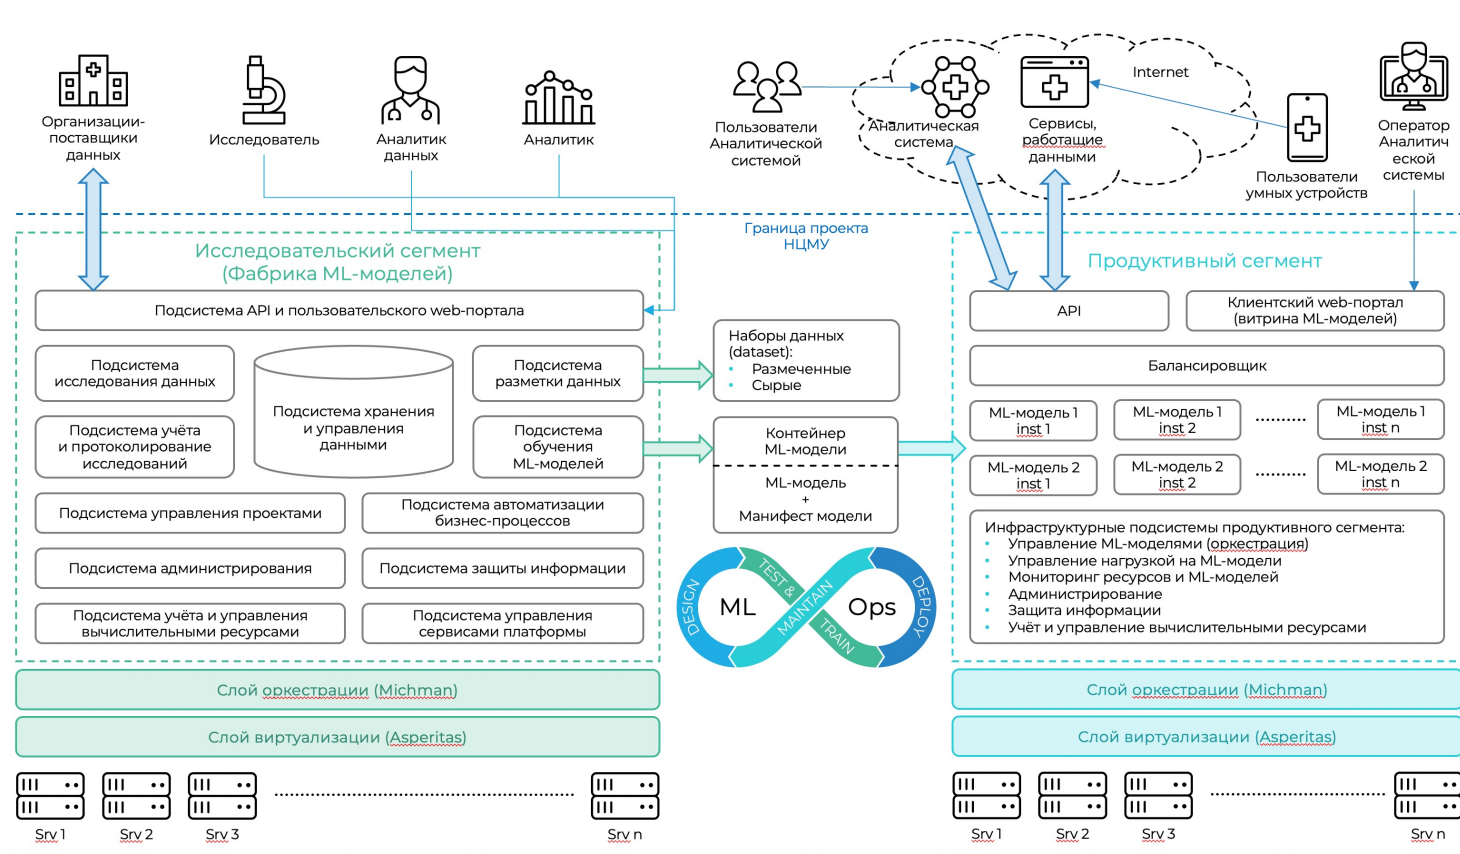 Организации-
поставщики
данных
Исследователь
Аналитик
данных
Аналитик
Пользователи
Аналитической
системой
Аналитическая
система
Сервисы,
работащие
данными
Internet
Пользователи
умных устройств
Оператор
Аналитич
еской
системы
Граница проекта
НЦМУ
Исследовательский сегмент
(Фабрика ML-моделей)
Подсистема API и пользовательского web-портала
Подсистема
исследования данных
Подсистема хранения
и управления
данными
Подсистема
разметки данных
Подсистема учёта
и протоколирование
исследований
Подсистема
обучения
ML-моделей
Подсистема управления проектами
Подсистема автоматизации
бизнес-процессов
Подсистема администрирования
Подсистема защиты информации
Подсистема учёта и управления
вычислительными ресурсами
Подсистема управления
сервисами платформы
Слой оркестрации (Michman)
Слой виртуализации (Asperitas)
Srv 1
Srv 2
Srv 3
Srv n
Наборы данных
(dataset):
• Размеченные
• Сырые
Контейнер
ML-модели
ML-модель
+
Манифест модели
DESIGN
ML
TEST &
MAINTAIN
TRAIN
Ops
DEPLOY
Продуктивный сегмент
API
Клиентский web-портал
(витрина ML-моделей)
Балансировщик
ML-модель 1
inst 1
ML-модель 1
inst 2
ML-модель 1
inst n
ML-модель 2
inst 1
ML-модель 2
inst 2
ML-модель 2
inst n
Инфраструктурные подсистемы продуктивного сегмента:
• Управление ML-моделями (оркестрация)
• Управление нагрузкой на ML-модели
• Мониторинг ресурсов и ML-моделей
• Администрирование
• Защита информации
• Учёт и управление вычислительными ресурсами
Слой оркестрации (Michman)
Слой виртуализации (Asperitas)
Srv 1
Srv 2
Srv 3
Srv n